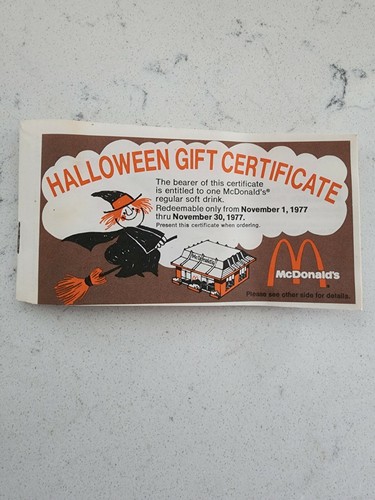 HALLOWEEN GIFT CERTIFICATE
The bearer of this certificate
is entitled to one McDonald's®
regular soft drink.
Redeemable only from November 1, 1977
thru November 30, 1977.
Present this certificate when ordering.
McDonald's
McDonald's
®
Please see other side for details.